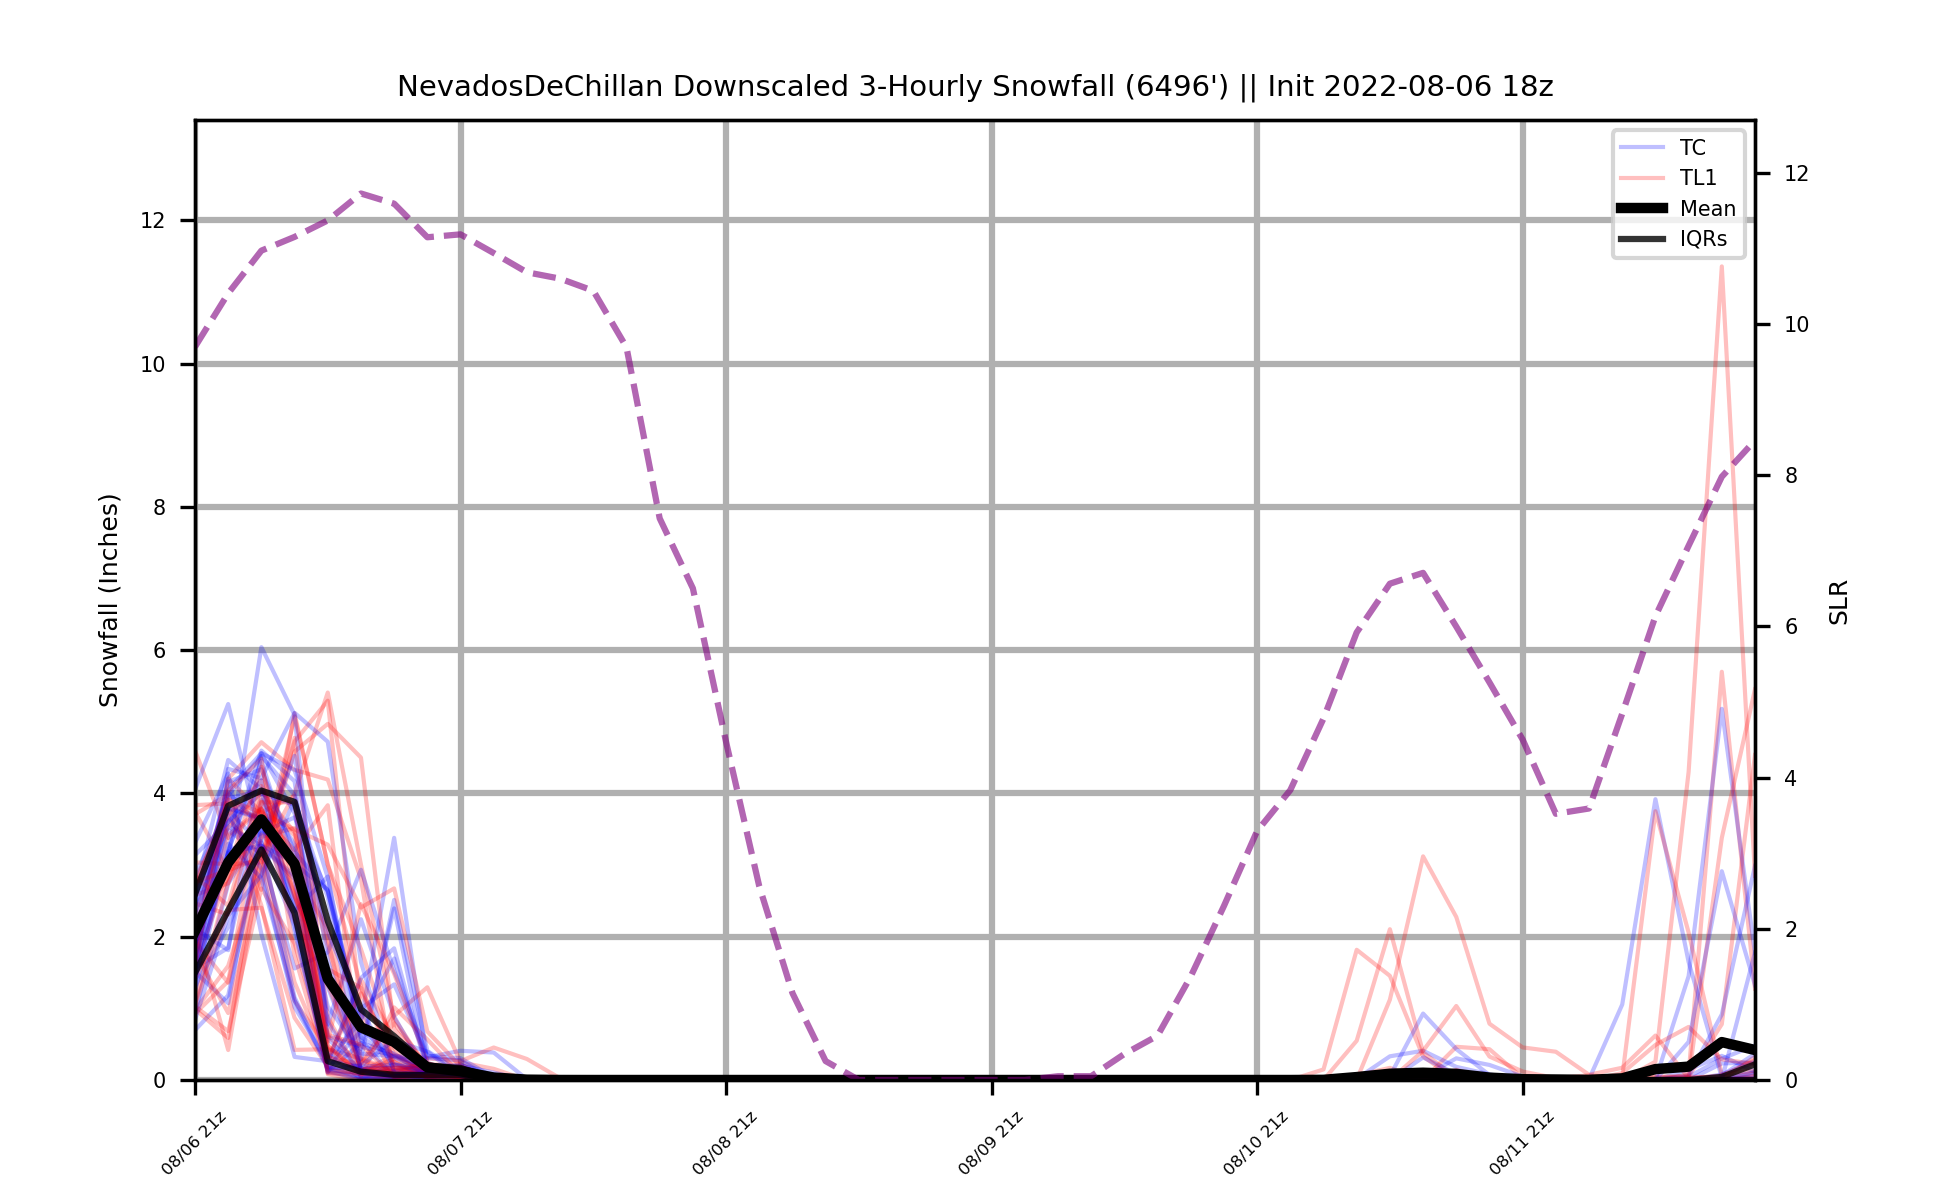 NevadosDeChillan Downscaled 3-Hourly Snowfall (6496') || Init 2022-08-06 18z
TC
TL1
Mean
IQRs
Snowfall (Inches)
12
10
8
6
4
2
0
12
10
8
6
4
2
0
SLR
08/06 21z
08/07 21z
08/08 21z
08/09 21z
08/10 21z
08/11 21z